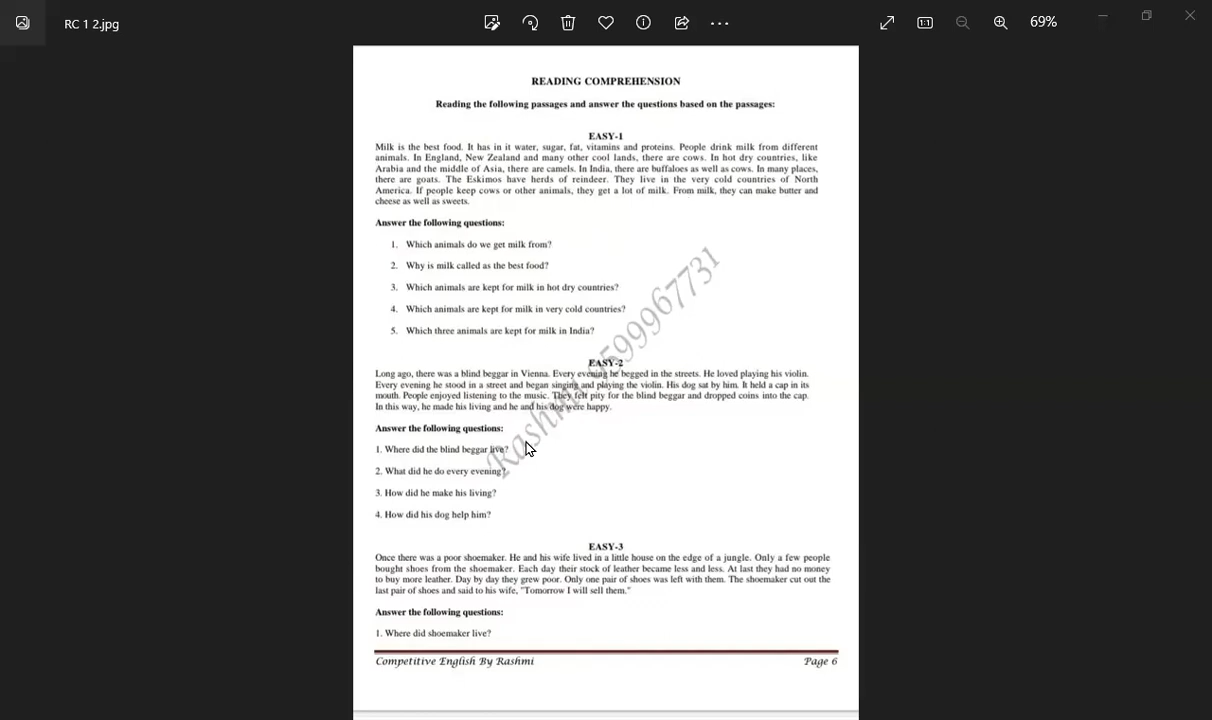 RC 1 2.jpg
69%
READING COMPREHENSION
Reading the following passages and answer the questions based on the passages:
EASY-1
Milk is the best food. It has in it water, sugar, fat, vitamins and proteins. People drink milk from different
animals. In England, New Zealand and many other cool lands, there are cows. In hot dry countries, like
Arabia and the middle of Asia, there are camels. In India, there are buffaloes as well as cows. In many places,
there are goats. The Eskimos have herds of reindeer. They live in the very cold countries of North
America. If people keep cows or other animals, they get a lot of milk. From milk, they can make butter and
cheese as well as sweets.
Answer the following questions:
1. Which animals do we get milk from?
2. Why is milk called as the best food?
3. Which animals are kept for milk in hot dry countries?
4. Which animals are kept for milk in very cold countries?
5. Which three animals are kept for milk in India?
EASY-2
Long ago, there was a blind beggar in Vienna. Every evening he begged in the streets. He loved playing his violin.
Every evening he stood in a street and began singing and playing the violin. His dog sat by him. It held a cap in its
mouth. People enjoyed listening to the music. They felt pity for the blind beggar and dropped coins into the cap.
In this way, he made his living and he and his dog were happy.
Answer the following questions:
1. Where did the blind beggar live?
2. What did he do every evening?
3. How did he make his living?
4. How did his dog help him?
EASY-3
Once there was a poor shoemaker. He and his wife lived in a little house on the edge of a jungle. Only a few people
bought shoes from the shoemaker. Each day their stock of leather became less and less. At last they had no money
to buy more leather. Day by day they grew poor. Only one pair of shoes was left with them. The shoemaker cut out the
last pair of shoes and said to his wife, "Tomorrow I will sell them."
Answer the following questions:
1. Where did shoemaker live?
Competitive English By Rashmi Page 6
Rashmi 9599967731